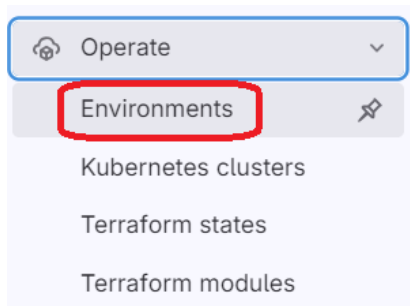 Operate
Environments
Kubernetes clusters
Terraform states
Terraform modules